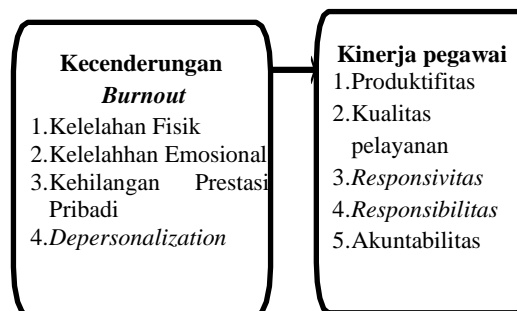 Kecenderungan
Burnout
1.Kelelahan Fisik
2.Kelelahhan Emosional
3.Kehilangan Prestasi
Pribadi
4.Depersonalization
Kinerja pegawai
1.Produktifitas
2.Kualitas
pelayanan
3.Responsivitas
4.Responsibilitas
5.Akuntabilitas